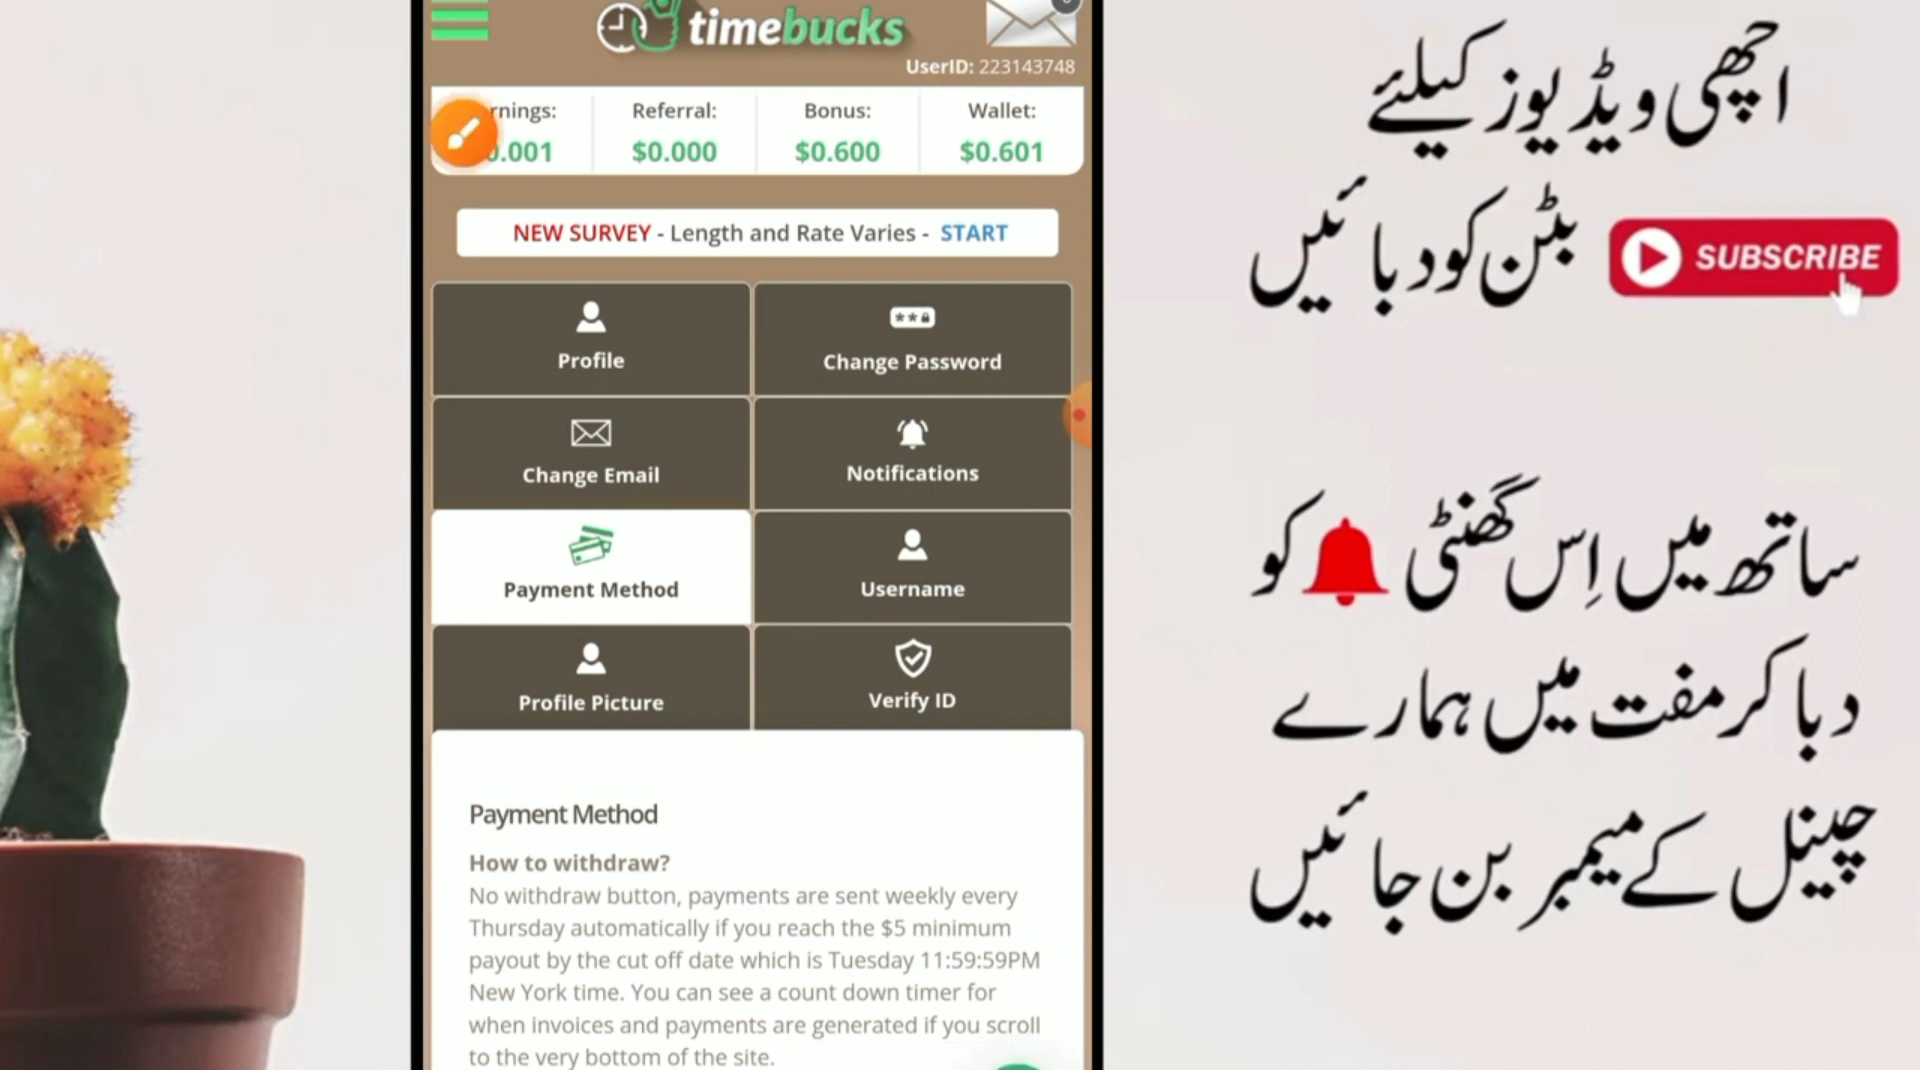 timebucks
UserID: 223143748
rnings:
Referral:
Bonus:
Wallet:
0.001
$0.000
$0.600
$0.601
NEW SURVEY - Length and Rate Varies - START
Profile
Change Password
Change Email
Notifications
Payment Method
Username
Profile Picture
Verify ID
Payment Method
How to withdraw?
No withdraw button, payments are sent weekly every
Thursday automatically if you reach the $5 minimum
payout by the cut off date which is Tuesday 11:59:59PM
New York time. You can see a count down timer for
when invoices and payments are generated if you scroll
to the very bottom of the site.
اچھی ویڈیوز کیلئے
بٹن کو دبائیں
SUBSCRIBE
ساتھ میں اِس گھنٹی کو
دبا کر مفت میں ہمارے
چینل کے میمبر بن جائیں